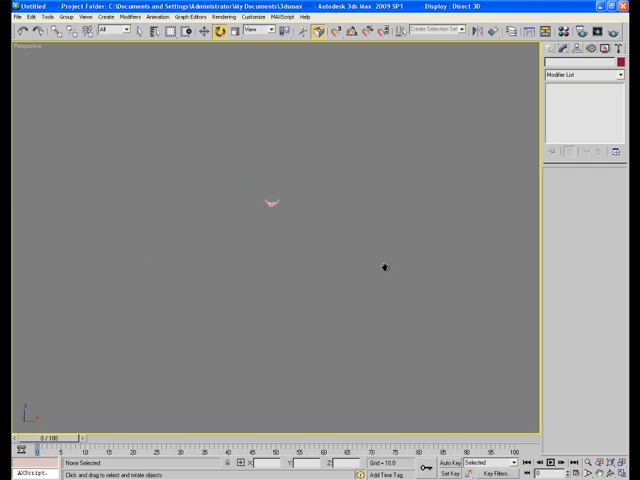 Untitled - Project Folder: C:\Documents and Settings\Administrator\My Documents\3dsmax - Autodesk 3ds Max 2009 SP1 - Display : Direct 3D
File Edit Tools Group Views Create Modifiers Animation Graph Editors Rendering Customize MAXScript Help
All View Create Selection Set
Perspective
Modifier List
z
x
0 / 100
0 5 10 15 20 25 30 35 40 45 50 55 60 65 70 75 80 85 90 95 100
None Selected X: Y: Z: Grid = 10.0 Auto Key Selected
AXScript. Click and drag to select and rotate objects Add Time Tag Set Key Key Filters... 0